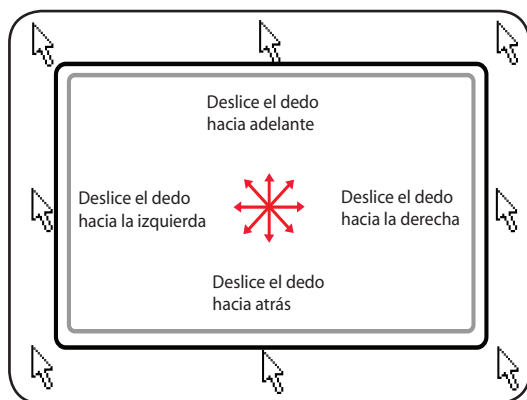 Deslice el dedo
hacia adelante
Deslice el dedo
hacia la izquierda
Deslice el dedo
hacia la derecha
Deslice el dedo
hacia atrás